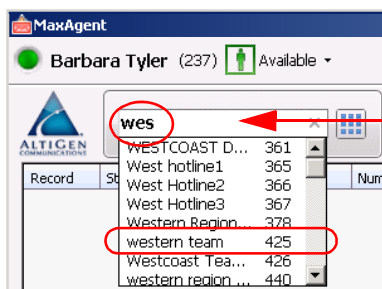 MaxAgent
Barbara Tyler (237) Available
ALTIGEN
COMMUNICATIONS
wes
Record St Num
WESTCOAST D... 361
West hotline1 365
West Hotline2 366
West Hotline3 367
Western Region... 378
western team 425
Westcoast Tea... 426
western region ... 440